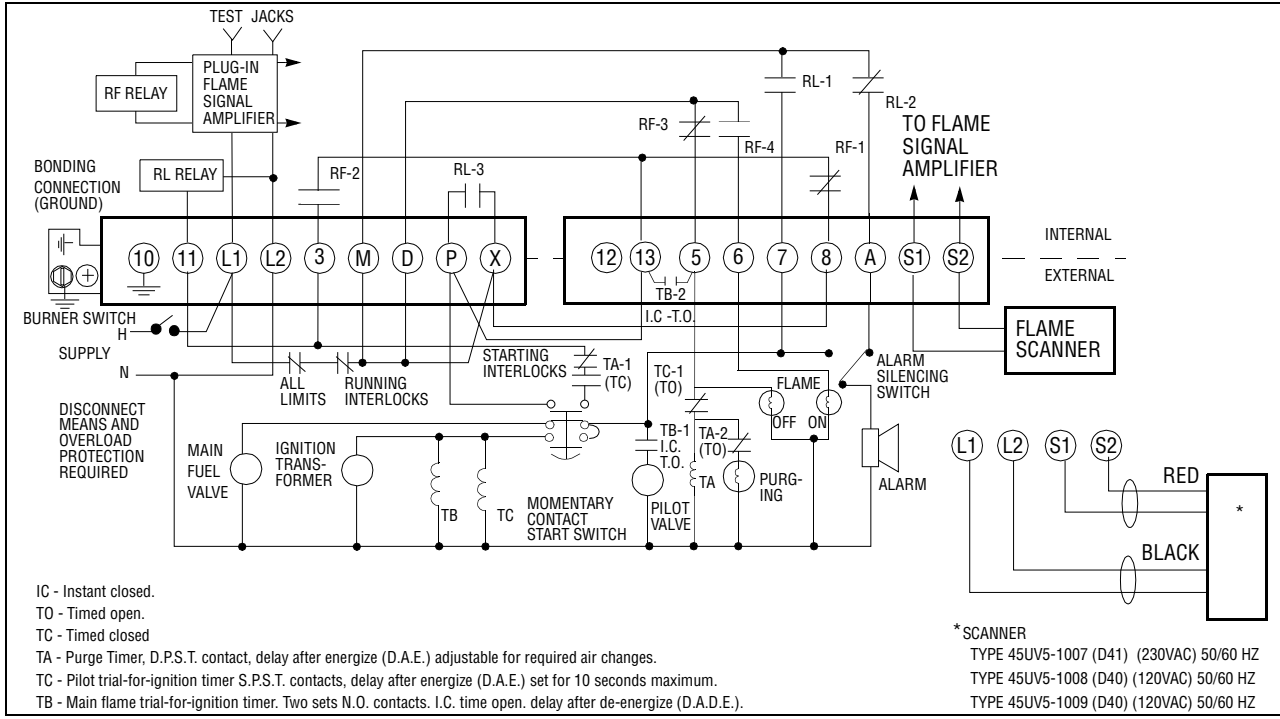 TEST JACKS
PLUG-IN
FLAME
SIGNAL
AMPLIFIER
RF RELAY
RL RELAY
BONDING
CONNECTION
(GROUND)
RF-2
RL-3
RF-3
RF-4
RL-1
RF-1
RL-2
TO FLAME
SIGNAL
AMPLIFIER
10
11
L1
L2
3
M
D
P
X
12
13
5
6
7
8
A
S1
S2
TB-2
I.C -T.O.
INTERNAL
EXTERNAL
BURNER SWITCH
H
SUPPLY
N
FLAME
SCANNER
DISCONNECT
MEANS AND
OVERLOAD
PROTECTION
REQUIRED
ALL
LIMITS
RUNNING
INTERLOCKS
STARTING
INTERLOCKS
TA-1
(TC)
TC-1
(TO)
FLAME
OFF
ON
ALARM
SILENCING
SWITCH
MAIN
FUEL
VALVE
IGNITION
TRANS-
FORMER
TB
TC
MOMENTARY
CONTACT
START SWITCH
TB-1
I.C.
T.O.
PILOT
VALVE
TA-2
(TO)
TA
PURG-
ING
ALARM
L1
L2
S1
S2
RED
BLACK
*
IC - Instant closed.
TO - Timed open.
TC - Timed closed
TA - Purge Timer, D.P.S.T. contact, delay after energize (D.A.E.) adjustable for required air changes.
TC - Pilot trial-for-ignition timer S.P.S.T. contacts, delay after energize (D.A.E.) set for 10 seconds maximum.
TB - Main flame trial-for-ignition timer. Two sets N.O. contacts. I.C. time open. delay after de-energize (D.A.D.E.).
* SCANNER
TYPE 45UV5-1007 (D41) (230VAC) 50/60 HZ
TYPE 45UV5-1008 (D40) (120VAC) 50/60 HZ
TYPE 45UV5-1009 (D40) (120VAC) 50/60 HZ